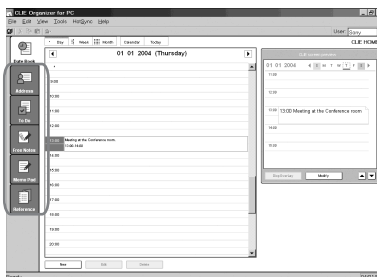 CLIE Organizer for PC
File Edit View Tools HotSync Help
User: Sony
Day Week Month Calendar Today
CLIE HOME
Date Book
01 01 2004 (Thursday)
Address
To Do
Free Notes
Memo Pad
Reference
9:00
10:00
11:00
12:00
13:00 Meeting at the Conference room.
13:00-14:00
14:00
15:00
16:00
17:00
18:00
19:00
20:00
New Edit Delete
01 01 2004 S M T W T F S
11:00
12:00
13:00 13:00 Meeting at the Conference room
14:00
15:00
Modify
Ready